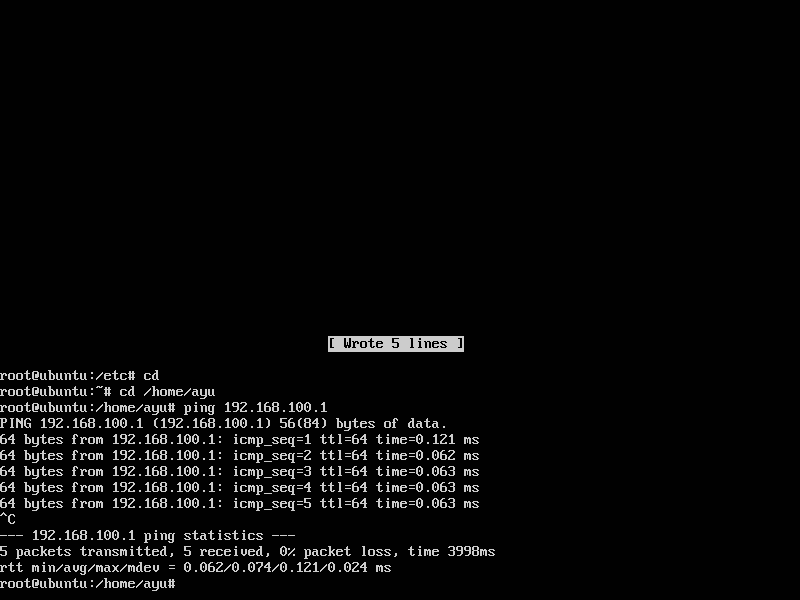 [ Wrote 5 lines ]
root@ubuntu:/etc# cd
root@ubuntu:~# cd /home/ayu
root@ubuntu:/home/ayu# ping 192.168.100.1
PING 192.168.100.1 (192.168.100.1) 56(84) bytes of data.
64 bytes from 192.168.100.1: icmp_seq=1 ttl=64 time=0.121 ms
64 bytes from 192.168.100.1: icmp_seq=2 ttl=64 time=0.062 ms
64 bytes from 192.168.100.1: icmp_seq=3 ttl=64 time=0.063 ms
64 bytes from 192.168.100.1: icmp_seq=4 ttl=64 time=0.063 ms
64 bytes from 192.168.100.1: icmp_seq=5 ttl=64 time=0.063 ms
^C
--- 192.168.100.1 ping statistics ---
5 packets transmitted, 5 received, 0% packet loss, time 3998ms
rtt min/avg/max/mdev = 0.062/0.074/0.121/0.024 ms
root@ubuntu:/home/ayu#